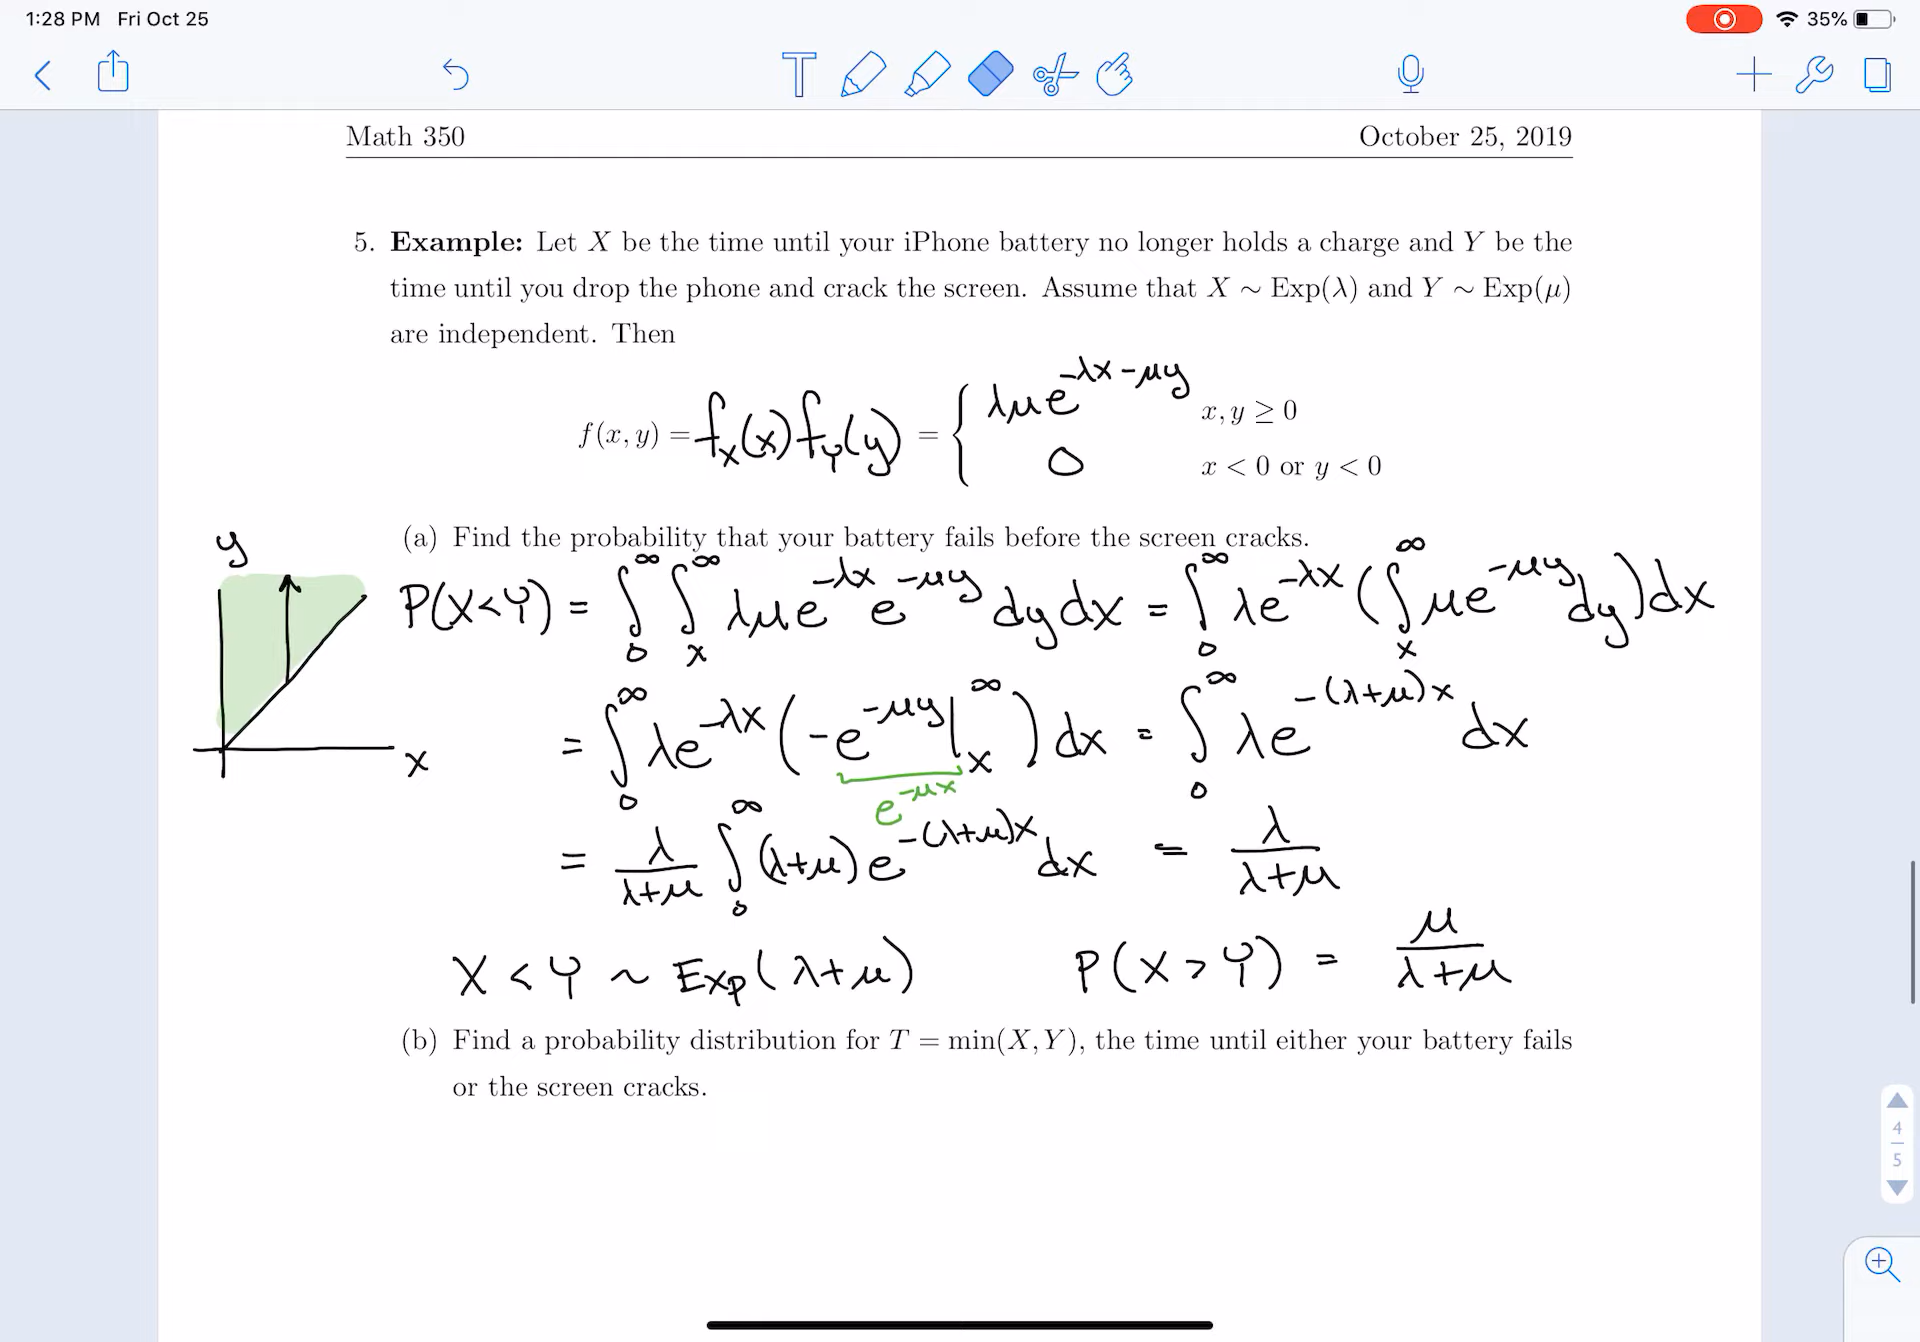 1:28 PM Fri Oct 25
35%
T
Math 350 October 25, 2019
5. Example: Let X be the time until your iPhone battery no longer holds a charge and Y be the
time until you drop the phone and crack the screen. Assume that X ∼ Exp(λ) and Y ∼ Exp(μ)
are independent. Then
f(x, y) = f_X(x) f_Y(y) = { λμe^{-λx-μy} x, y ≥ 0
0 x < 0 or y < 0
(a) Find the probability that your battery fails before the screen cracks.
y
x
P(X<Y) = ∫_0^∞ ∫_x^∞ λμe^{-λx} e^{-μy} dy dx = ∫_0^∞ λe^{-λx} (∫_x^∞ μe^{-μy} dy) dx
= ∫_0^∞ λe^{-λx} (-e^{-μy}|_x^∞) dx = ∫_0^∞ λe^{-(λ+μ)x} dx
e^{-μx}
= λ/(λ+μ) ∫_0^∞ (λ+μ) e^{-(λ+μ)x} dx = λ/(λ+μ)
X < Y ~ Exp(λ+μ) P(X > Y) = μ/(λ+μ)
(b) Find a probability distribution for T = min(X, Y), the time until either your battery fails
or the screen cracks.
4
5